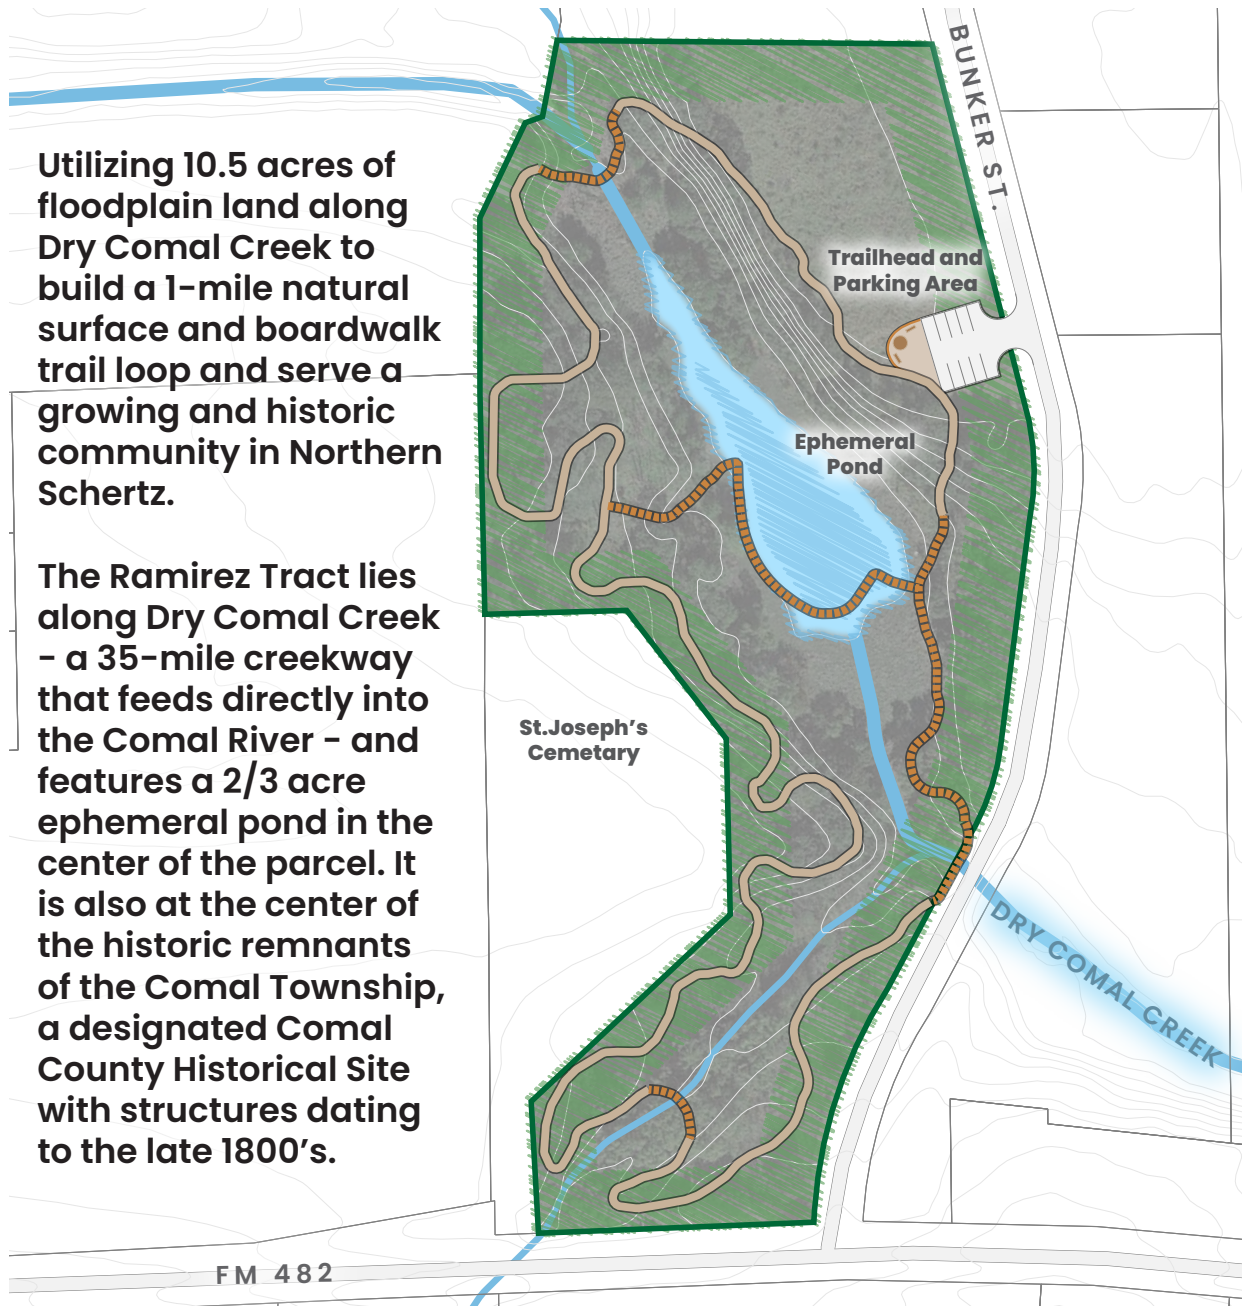 Utilizing 10.5 acres of
floodplain land along
Dry Comal Creek to
build a 1-mile natural
surface and boardwalk
trail loop and serve a
growing and historic
community in Northern
Schertz.
The Ramirez Tract lies
along Dry Comal Creek
- a 35-mile creekway
that feeds directly into
the Comal River - and
features a 2/3 acre
ephemeral pond in the
center of the parcel. It
is also at the center of
the historic remnants
of the Comal Township,
a designated Comal
County Historical Site
with structures dating
to the late 1800's.
BUNKER ST.
Trailhead and
Parking Area
Ephemeral
Pond
St.Joseph's
Cemetary
DRY COMAL CREEK
FM 482